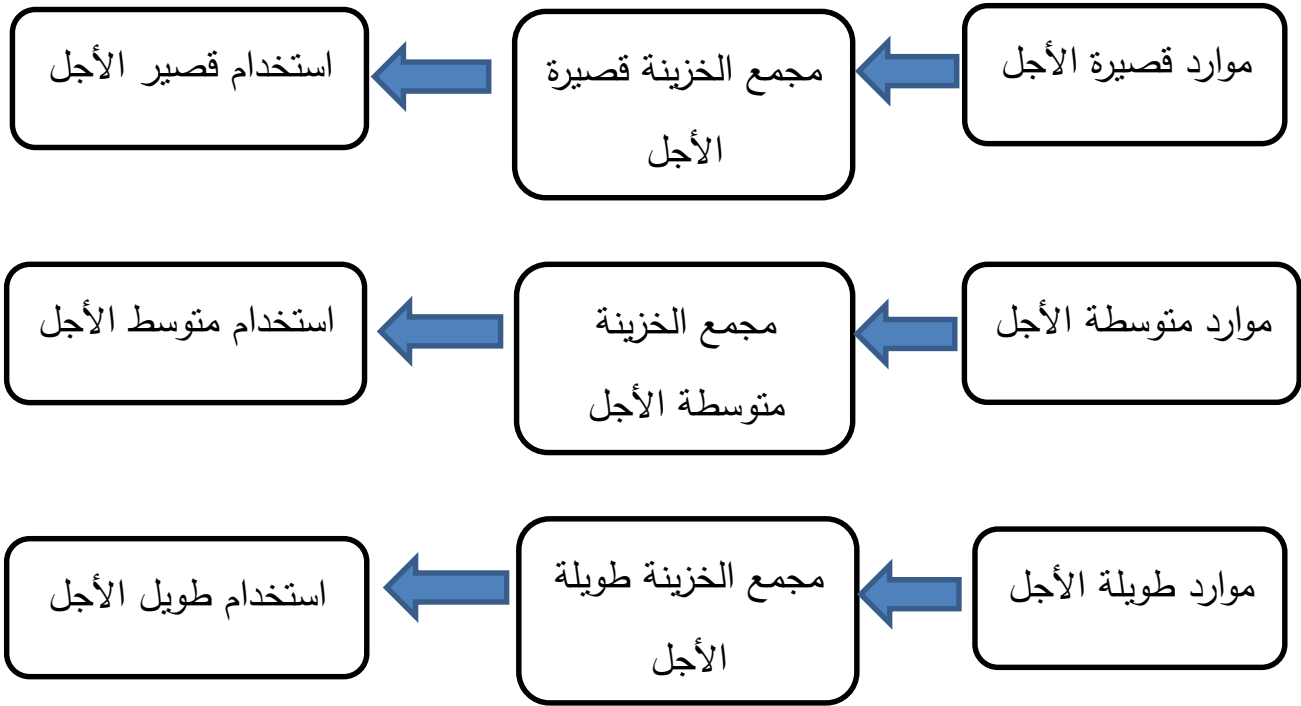 موارد قصيرة الأجل
مجمع الخزينة قصيرة
الأجل
استخدام قصير الأجل
موارد متوسطة الأجل
مجمع الخزينة
متوسطة الأجل
استخدام متوسط الأجل
موارد طويلة الأجل
مجمع الخزينة طويلة
الأجل
استخدام طويل الأجل